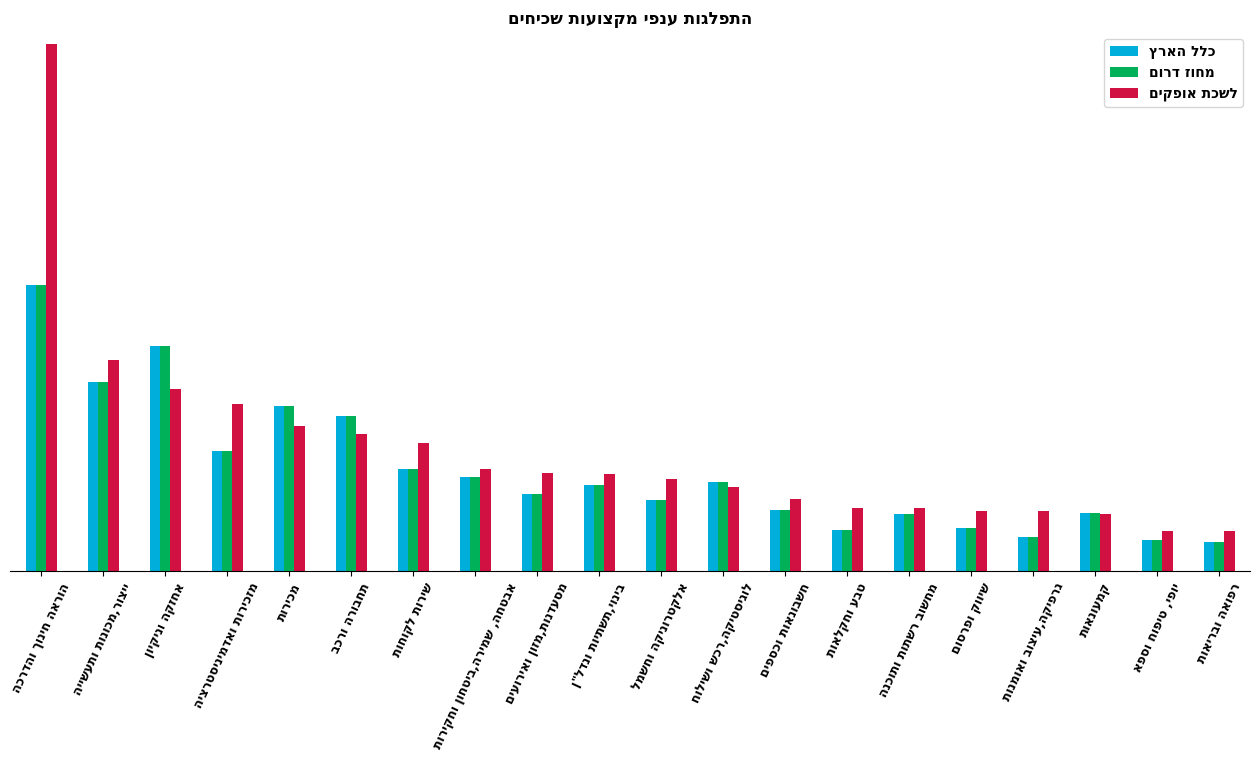 התפלגות ענפי מקצועות שכיחים
כלל הארץ
מחוז דרום
לשכת אופקים
הוראה חינוך והדרכה
ייצור,מכונות ותעשייה
אחזקה וניקיון
מזכירות ואדמיניסטרציה
מכירות
תחבורה ורכב
שירות לקוחות
אבטחה, שמירה,ביטחון וחקירות
מסעדנות,מזון ואירועים
בינוי,תשתיות ונדל"ן
אלקטרוניקה וחשמל
לוגיסטיקה,רכש ושילוח
חשבונאות וכספים
טבע וחקלאות
מחשוב רשתות ותוכנה
שיווק ופרסום
גרפיקה,עיצוב ואומנות
קמעונאות
יופי, טיפוח וספא
רפואה ובריאות